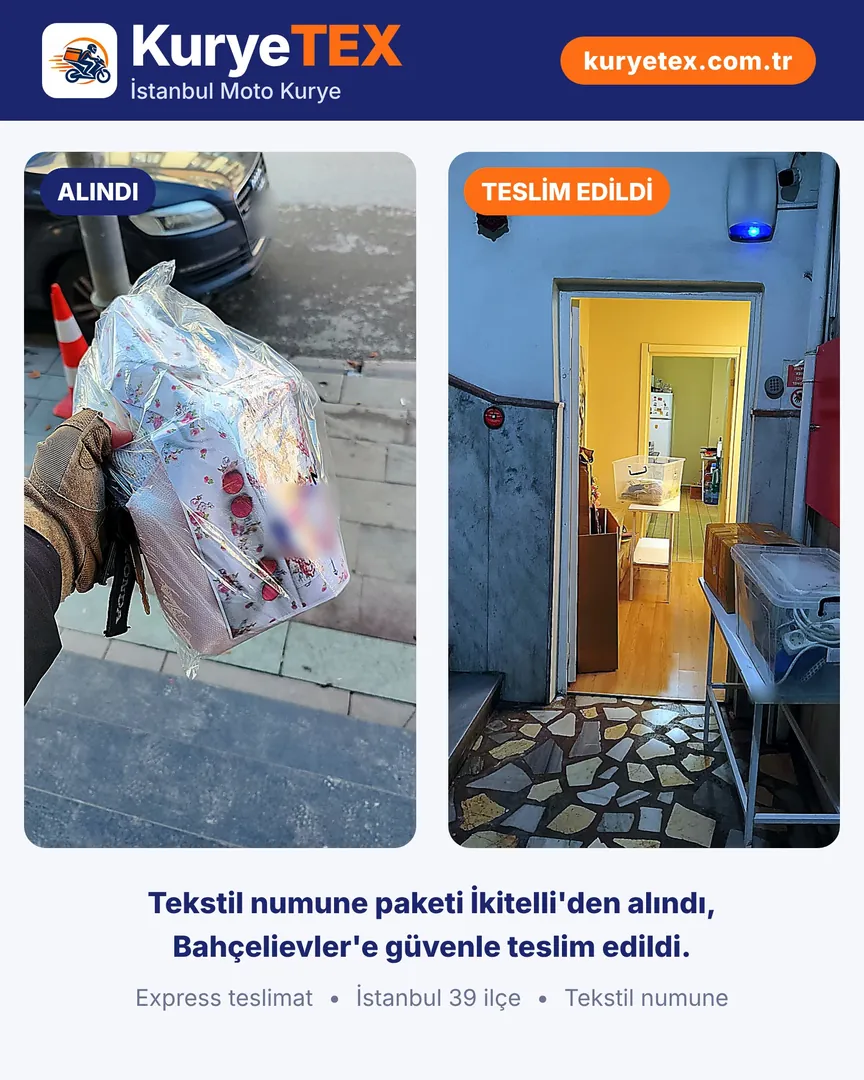 KuryeTEX
İstanbul Moto Kurye
kuryetex.com.tr
ALINDI
TESLİM EDİLDİ
Tekstil numune paketi İkitelli'den alındı,
Bahçelievler'e güvenle teslim edildi.
Express teslimat • İstanbul 39 ilçe • Tekstil numune